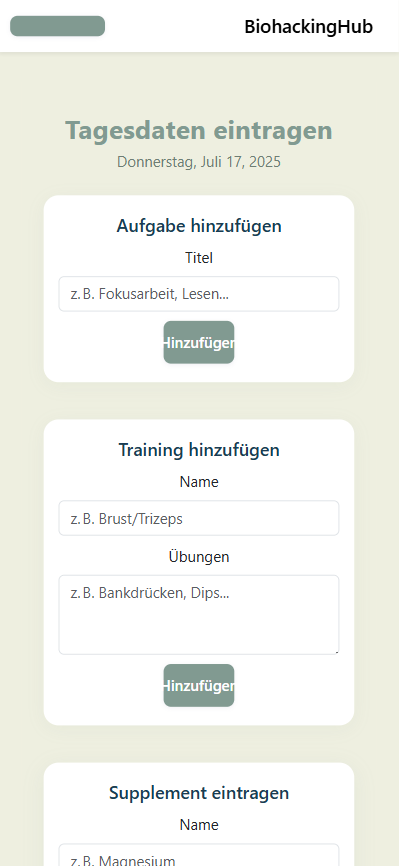 BiohackingHub
Tagesdaten eintragen
Donnerstag, Juli 17, 2025
Aufgabe hinzufügen
Titel
z. B. Fokusarbeit, Lesen...
Hinzufügen
Training hinzufügen
Name
z. B. Brust/Trizeps
Übungen
z. B. Bankdrücken, Dips...
Hinzufügen
Supplement eintragen
Name
z. B. Magnesium